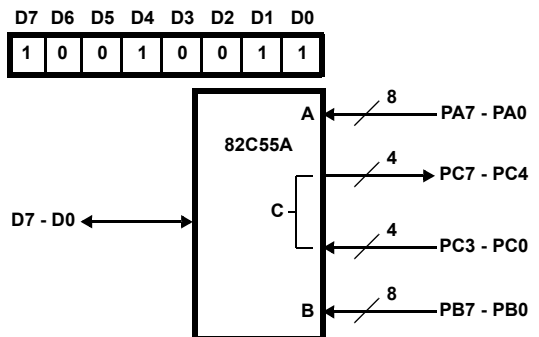 D7 D6 D5 D4 D3 D2 D1 D0
1 0 0 1 0 0 1 1
A 8 PA7 - PA0
82C55A
4 PC7 - PC4
C
D7 - D0
4 PC3 - PC0
B 8 PB7 - PB0